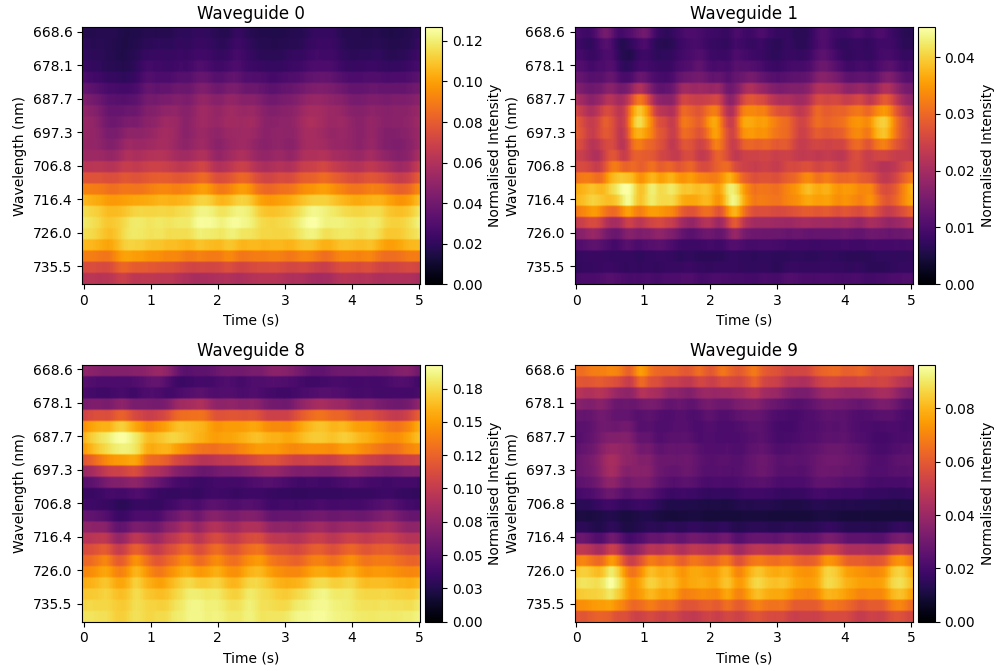 Waveguide 0
Wavelength (nm)
668.6
678.1
687.7
697.3
706.8
716.4
726.0
735.5
0 1 2 3 4 5
Time (s)
0.12
0.10
0.08
0.06
0.04
0.02
0.00
Normalised Intensity
Waveguide 1
Wavelength (nm)
668.6
678.1
687.7
697.3
706.8
716.4
726.0
735.5
0 1 2 3 4 5
Time (s)
0.04
0.03
0.02
0.01
0.00
Normalised Intensity
Waveguide 8
Wavelength (nm)
668.6
678.1
687.7
697.3
706.8
716.4
726.0
735.5
0 1 2 3 4 5
Time (s)
0.18
0.15
0.12
0.10
0.08
0.05
0.03
0.00
Normalised Intensity
Waveguide 9
Wavelength (nm)
668.6
678.1
687.7
697.3
706.8
716.4
726.0
735.5
0 1 2 3 4 5
Time (s)
0.08
0.06
0.04
0.02
0.00
Normalised Intensity